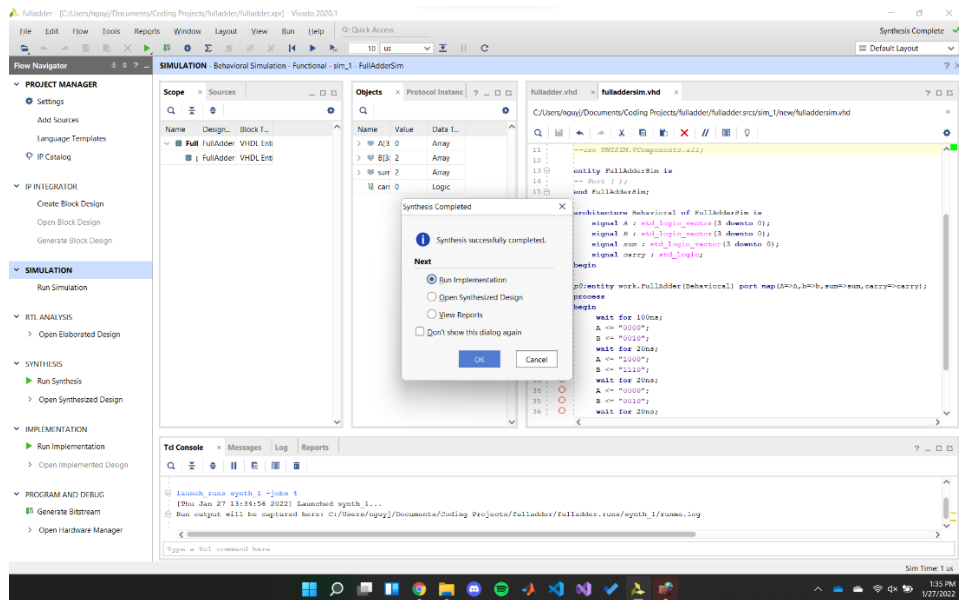 fulladder - [C:/Users/nguyj/Documents/Coding Projects/fulladder/fulladder.xpr] - Vivado 2020.1
File Edit Flow Tools Reports Window Layout View Run Help Quick Access
Synthesis Complete
10 us
Default Layout
Flow Navigator
SIMULATION - Behavioral Simulation - Functional - sim_1 - FullAdderSim
PROJECT MANAGER
Settings
Add Sources
Language Templates
IP Catalog
IP INTEGRATOR
Create Block Design
Open Block Design
Generate Block Design
SIMULATION
Run Simulation
RTL ANALYSIS
Open Elaborated Design
SYNTHESIS
Run Synthesis
Open Synthesized Design
IMPLEMENTATION
Run Implementation
Open Implemented Design
PROGRAM AND DEBUG
Generate Bitstream
Open Hardware Manager
Scope Sources
Name Design... Block T...
Full FullAdder VHDL Enti
FullAdder VHDL Enti
Objects Protocol Instanc
Name Value Data T...
A[3 0 Array
B[3: 2 Array
sum 2 Array
carr 0 Logic
fulladder.vhd fulladdersim.vhd
C:/Users/nguyj/Documents/Coding Projects/fulladder/fulladder.srcs/sim_1/new/fulladdersim.vhd
11 --use UNISIM.VComponents.all;
12
13 entity FullAdderSim is
14 -- Port ( );
15 end FullAdderSim;
architecture Behavioral of FullAdderSim is
signal A : std_logic_vector(3 downto 0);
signal B : std_logic_vector(3 downto 0);
signal sum : std_logic_vector(3 downto 0);
signal carry : std_logic;
begin
p0:entity work.FullAdder(Behavioral) port map(A=>A,b=>b,sum=>sum,carry=>carry);
process
begin
wait for 100ns;
A <= "0000";
B <= "0010";
wait for 20ns;
A <= "1000";
B <= "1110";
wait for 20ns;
34 A <= "0000";
35 B <= "0010";
36 wait for 20ns;
Synthesis Completed
Synthesis successfully completed.
Next
Run Implementation
Open Synthesized Design
View Reports
Don't show this dialog again
OK Cancel
Tcl Console Messages Log Reports
launch_runs synth_1 -jobs 4
[Thu Jan 27 13:34:56 2022] Launched synth_1...
Run output will be captured here: C:/Users/nguyj/Documents/Coding Projects/fulladder/fulladder.runs/synth_1/runme.log
Type a Tcl command here
Sim Time: 1 us
1:35 PM
1/27/2022